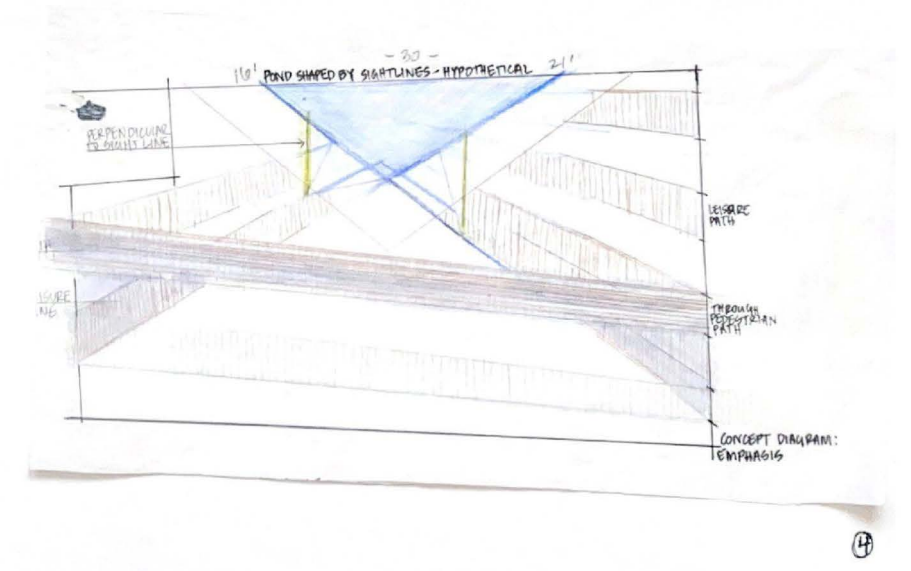 - 30 -
16' POND SHAPED BY SIGHTLINES - HYPOTHETICAL 21'
PERPENDICULAR
TO SIGHT LINE
LEISURE
PATH
THROUGH
PEDESTRIAN
PATH
CONCEPT DIAGRAM:
EMPHASIS
4